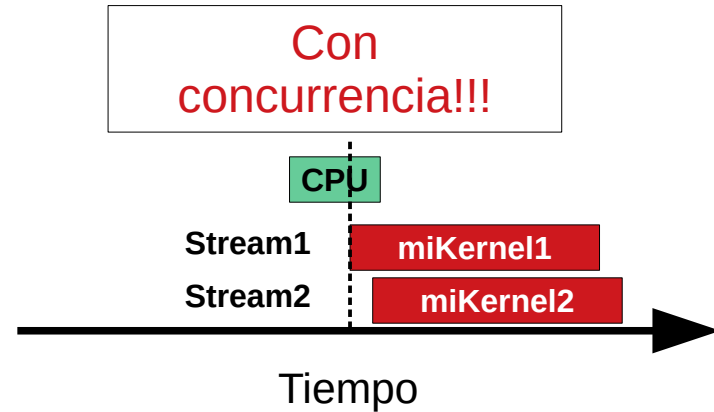 Con
concurrencia!!!
CPU
Stream1
miKernel1
Stream2
miKernel2
Tiempo